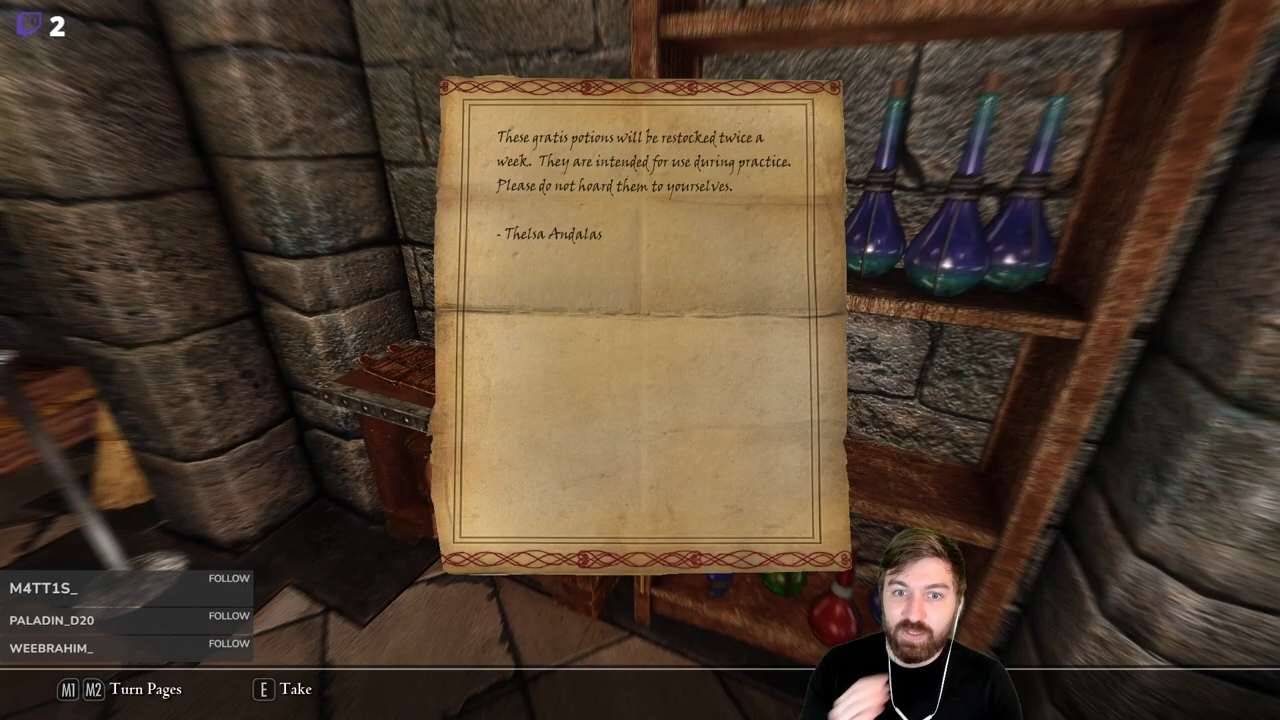 2
These gratis potions will be restocked twice a
week. They are intended for use during practice.
Please do not hoard them to yourselves.
- Thelsa Andalas
M4TT1S_ FOLLOW
PALADIN_D20 FOLLOW
WEEBRAHIM_ FOLLOW
M1 M2 Turn Pages E Take